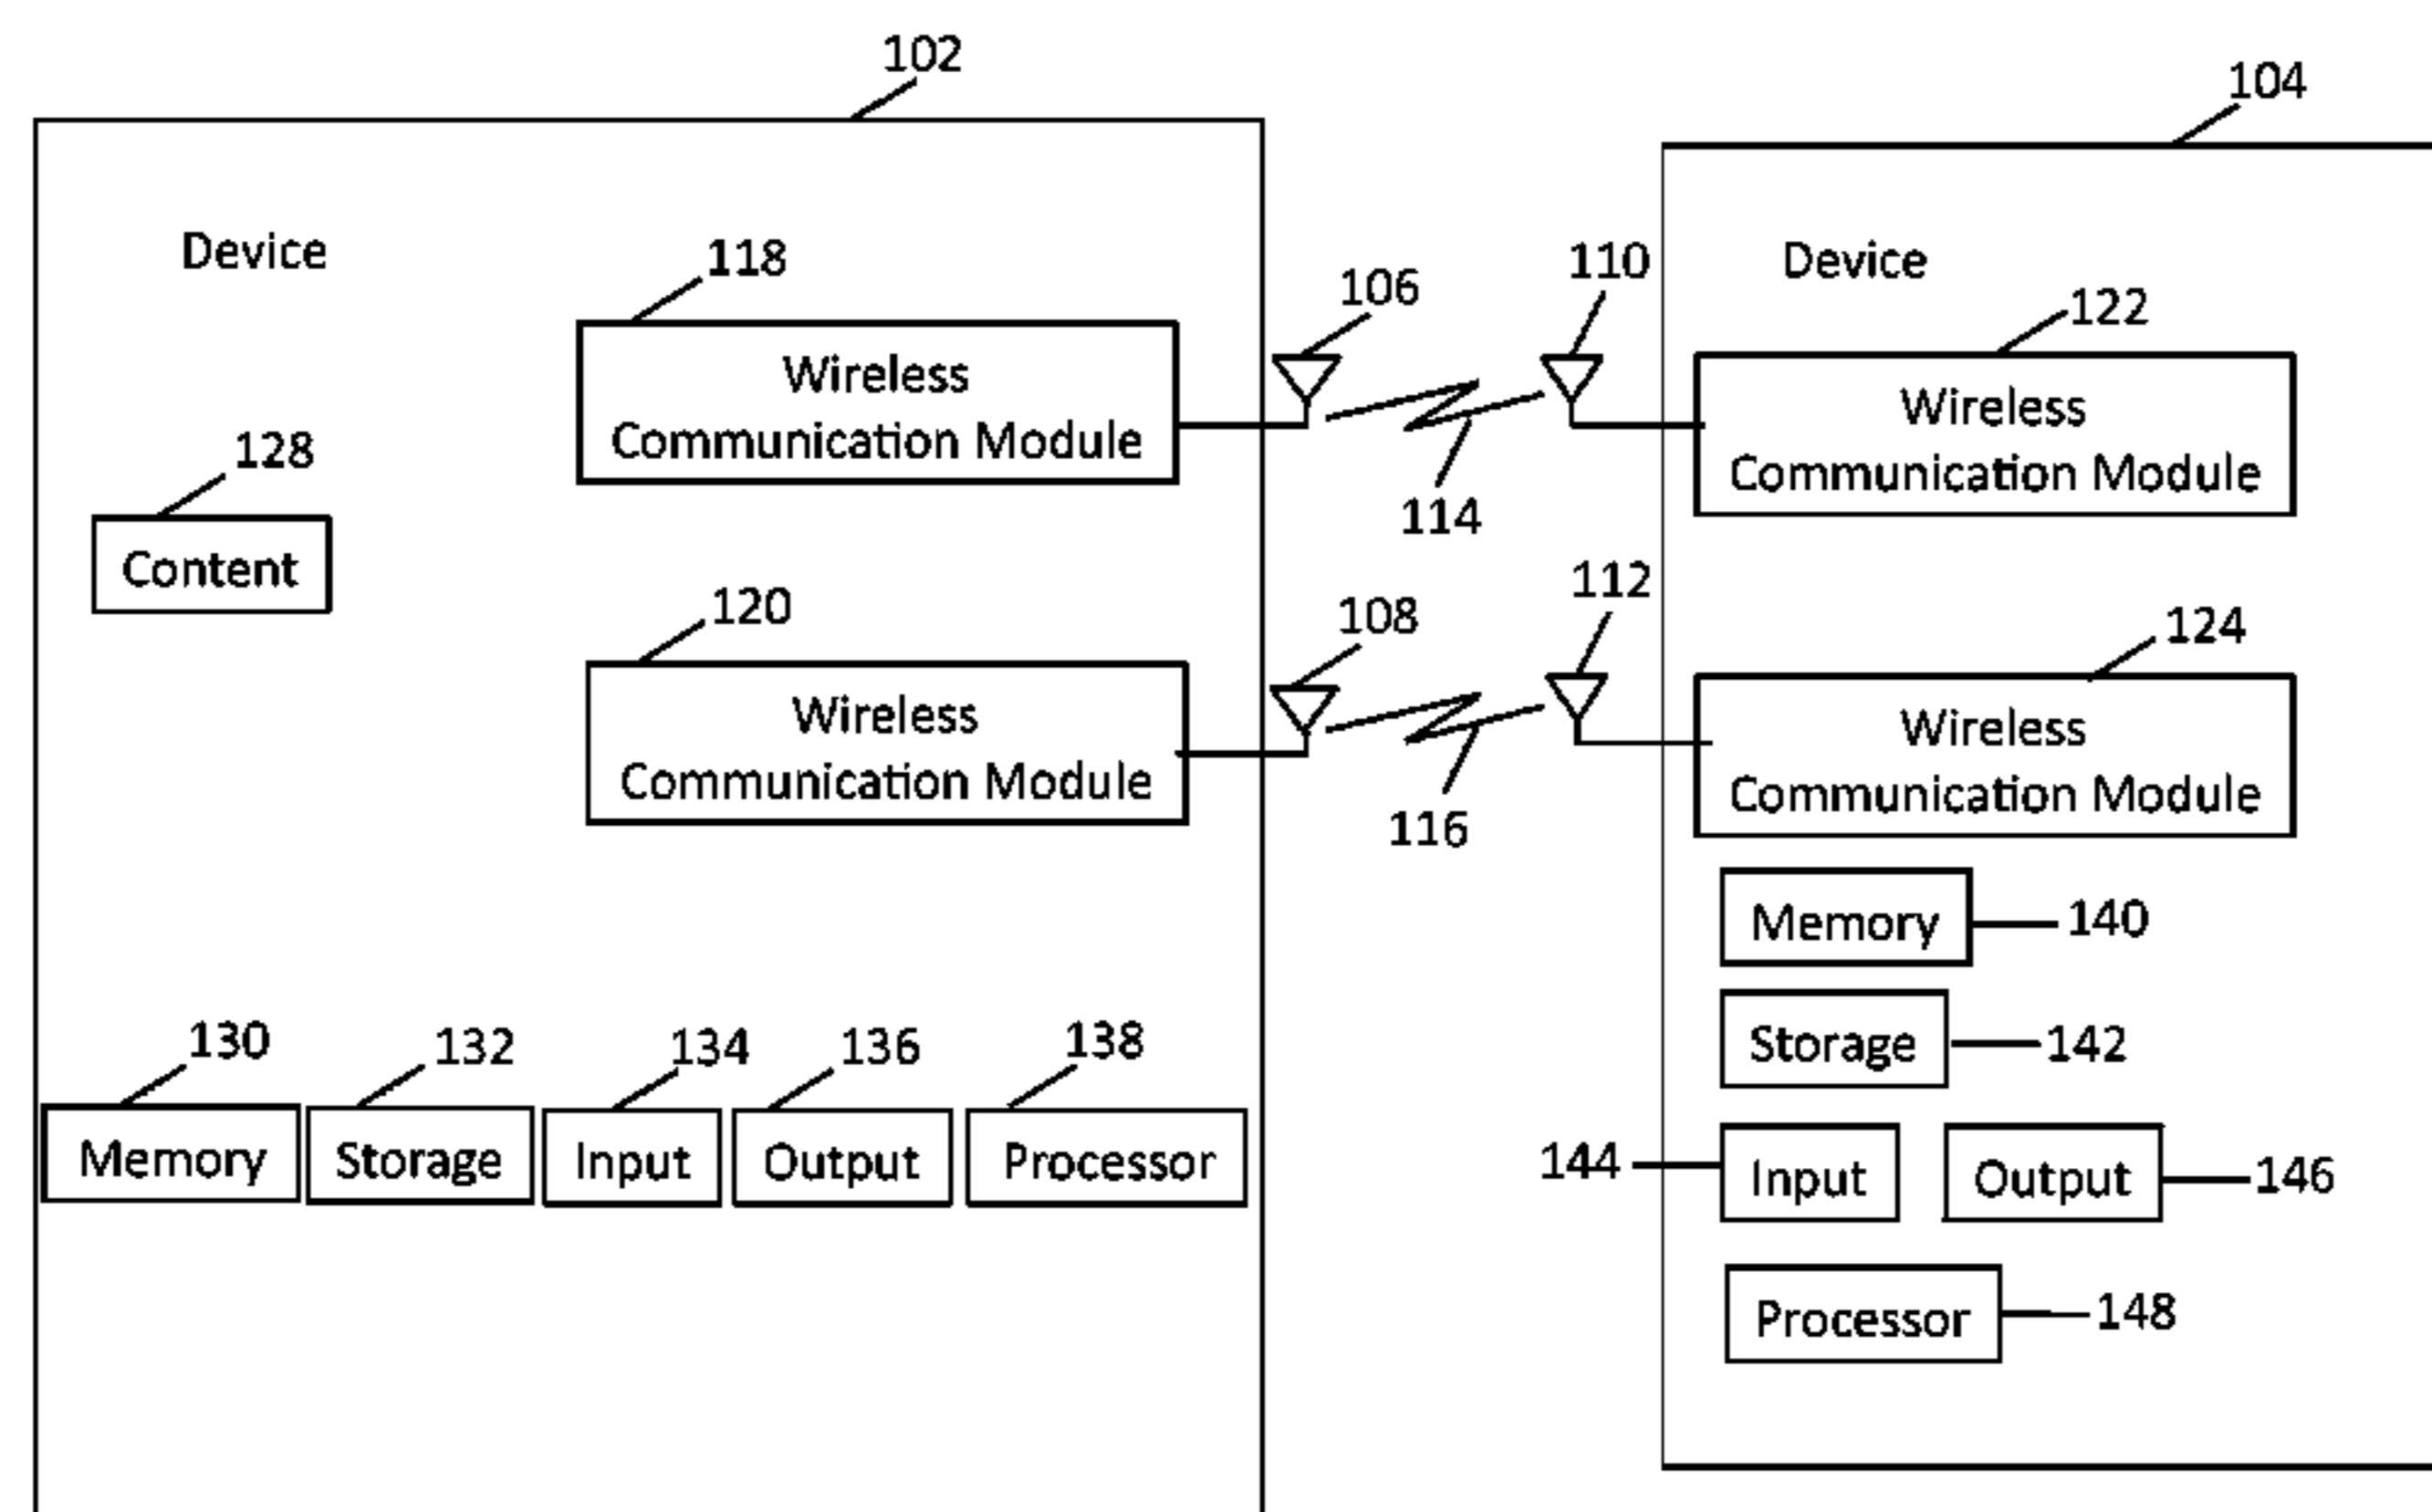 102
104
Device
Device
118
106
110
122
Wireless
Communication Module
Wireless
Communication Module
114
128
Content
120
108
112
124
Wireless
Communication Module
Wireless
Communication Module
116
Memory
140
Storage
142
130
132
134
136
138
Memory
Storage
Input
Output
Processor
144
Input
Output
146
Processor
148